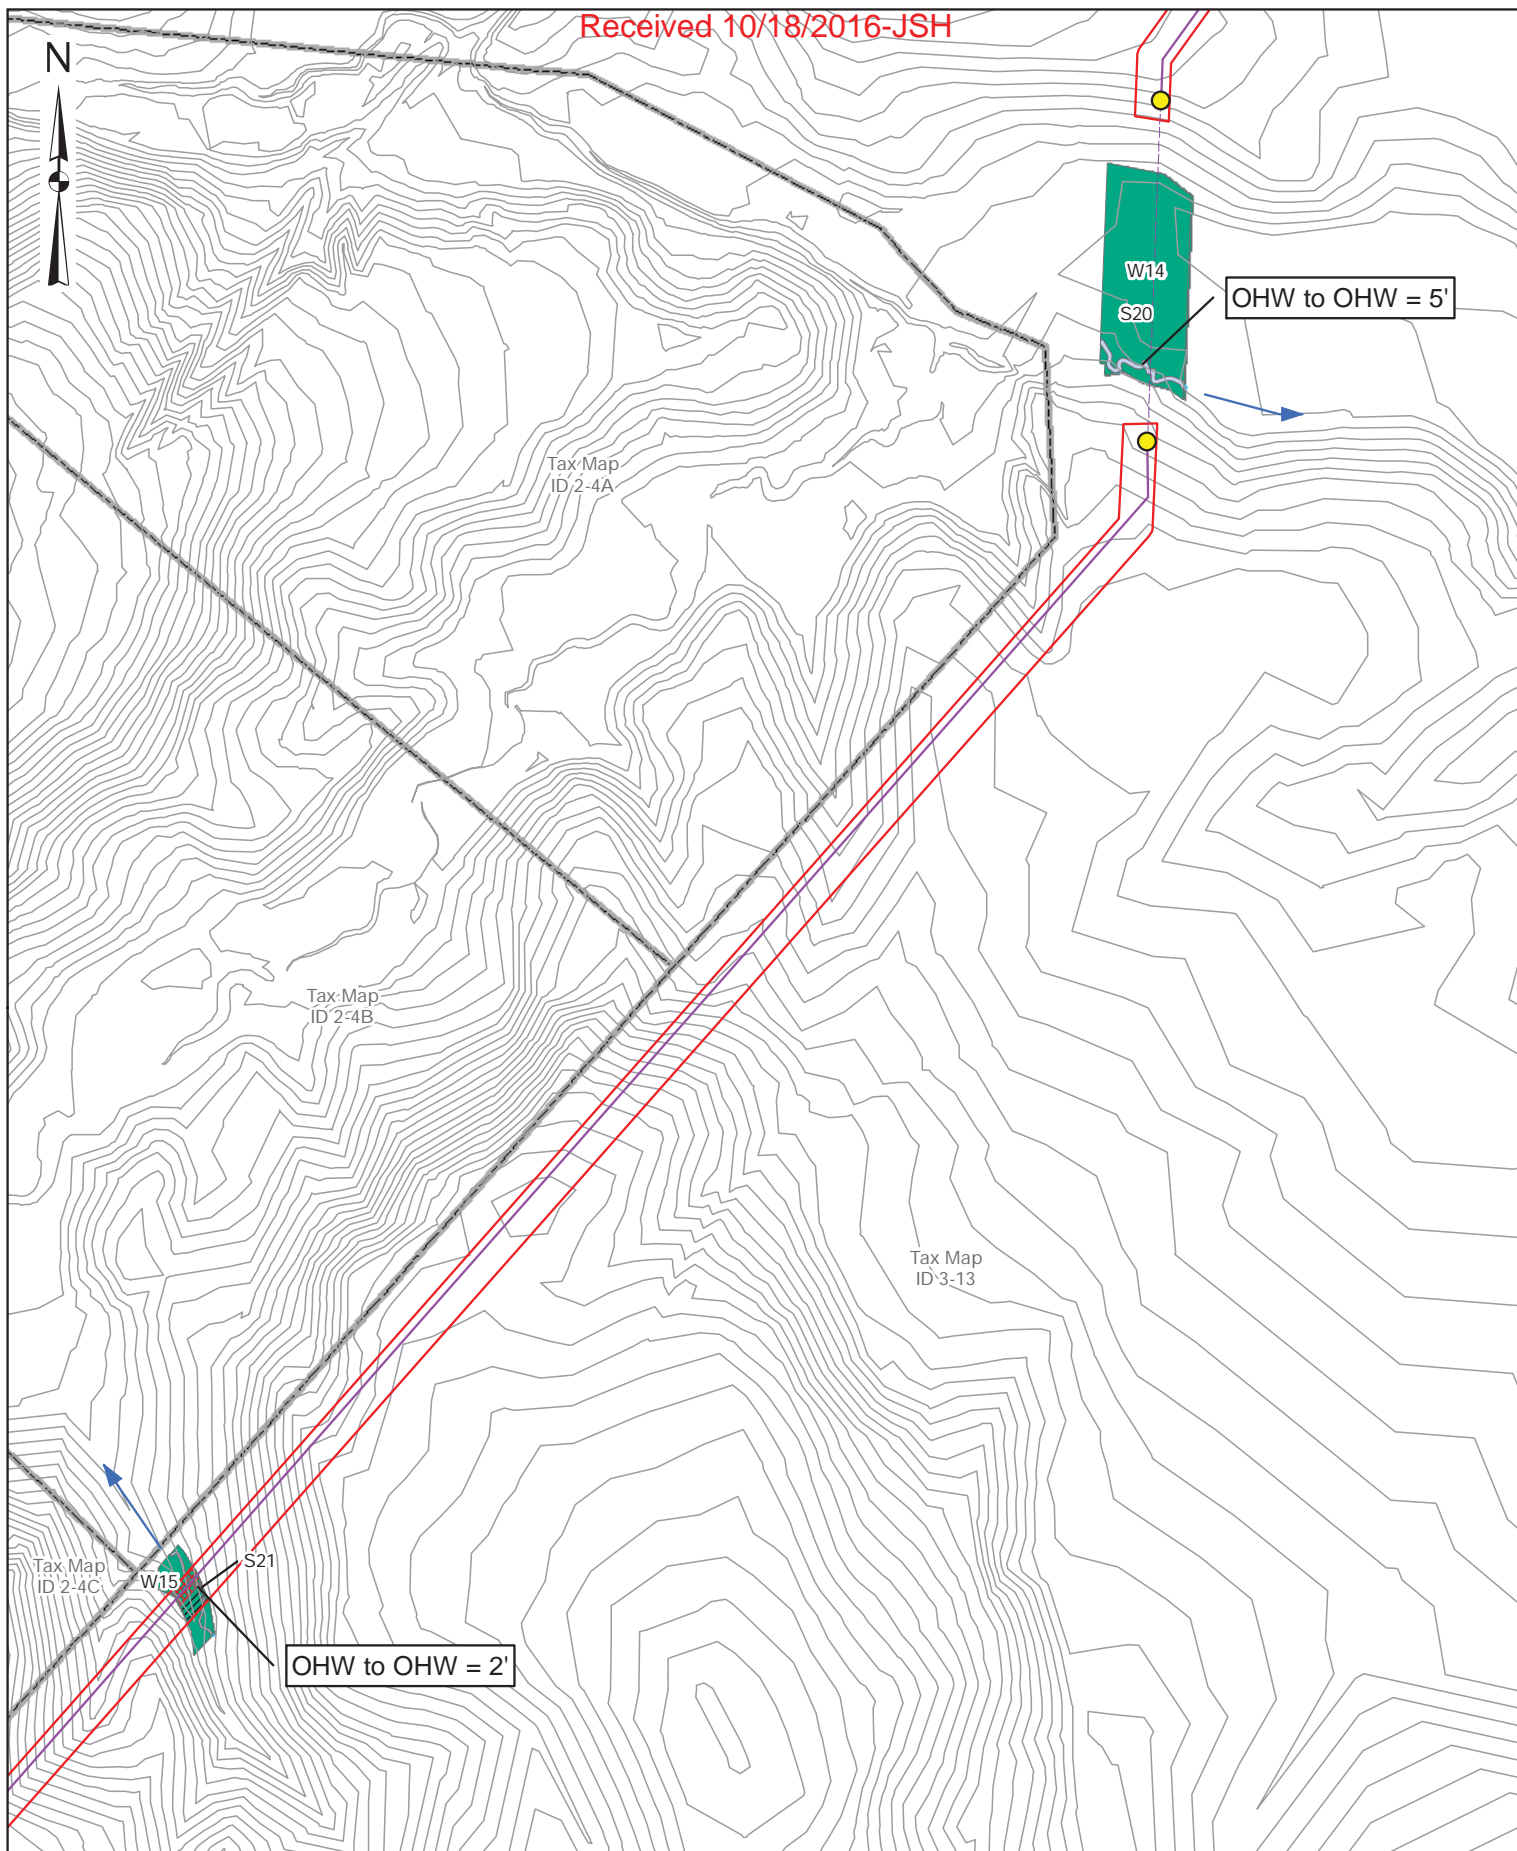 Received 10/18/2016-JSH
N
W14
OHW to OHW = 5'
S20
Tax Map
ID 2-4A
Tax Map
ID 2-4B
Tax Map
ID 3-13
S21
Tax Map
ID 2-4C
W15
OHW to OHW = 2'